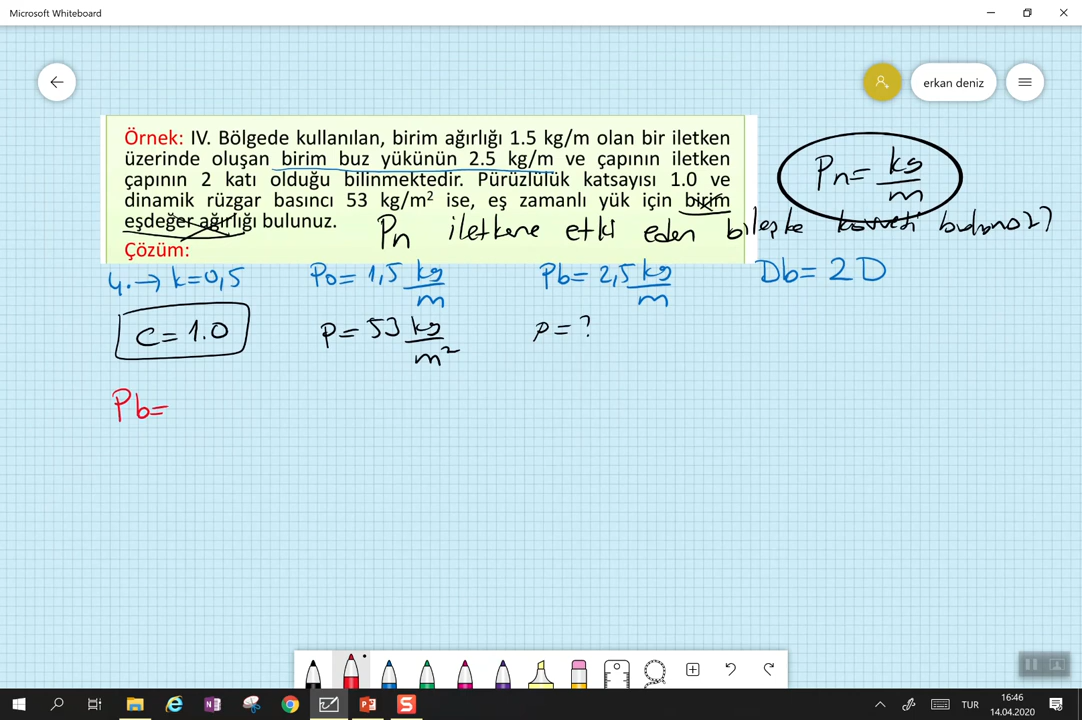 Microsoft Whiteboard
erkan deniz
Örnek: IV. Bölgede kullanılan, birim ağırlığı 1.5 kg/m olan bir iletken
üzerinde oluşan birim buz yükünün 2.5 kg/m ve çapının iletken
çapının 2 katı olduğu bilinmektedir. Pürüzlülük katsayısı 1.0 ve
dinamik rüzgar basıncı 53 kg/m² ise, eş zamanlı yük için birim
eşdeğer ağırlığı bulunuz.
Çözüm:
Pn = kg/m
Pn iletkene etki eden bileşke kuvveti bulunuz?
4. → k=0,5 P0 = 1,5 kg/m Pb = 2,5 kg/m Db = 2D
c = 1.0 P = 53 kg/m² P = ?
Pb=
TUR
16:46
14.04.2020